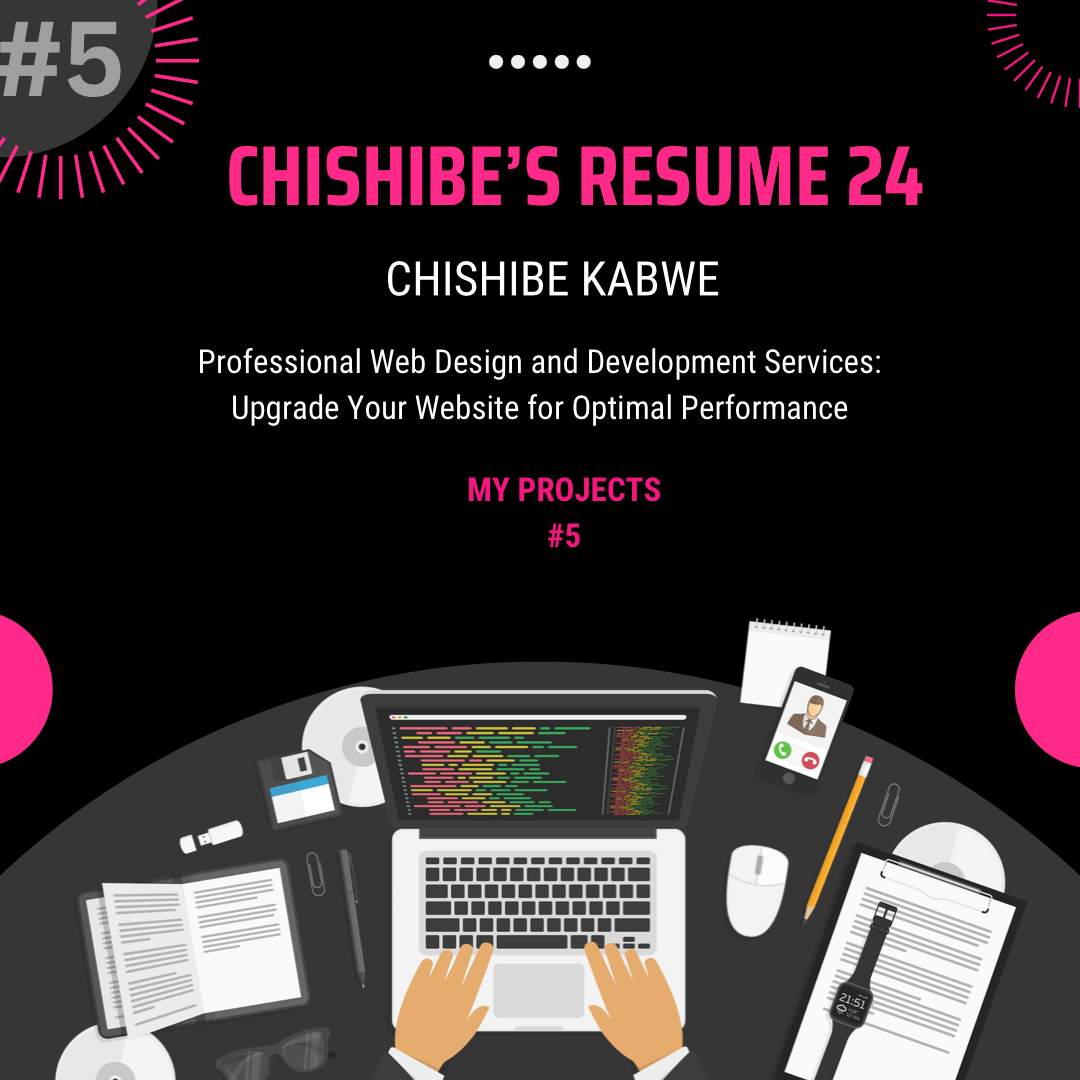 #5
CHISHIBE’S RESUME 24
CHISHIBE KABWE
Professional Web Design and Development Services:
Upgrade Your Website for Optimal Performance
MY PROJECTS
#5
21:51